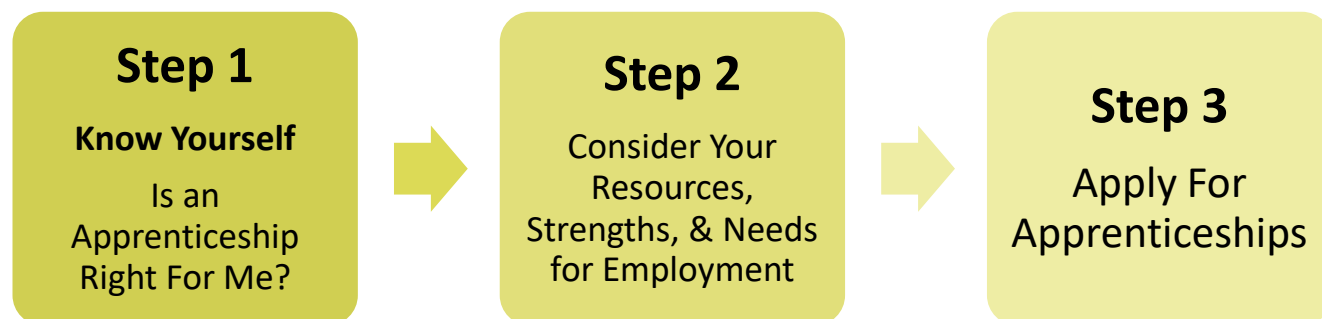 Step 1
Know Yourself
Is an
Apprenticeship
Right For Me?
Step 2
Consider Your
Resources,
Strengths, & Needs
for Employment
Step 3
Apply For
Apprenticeships